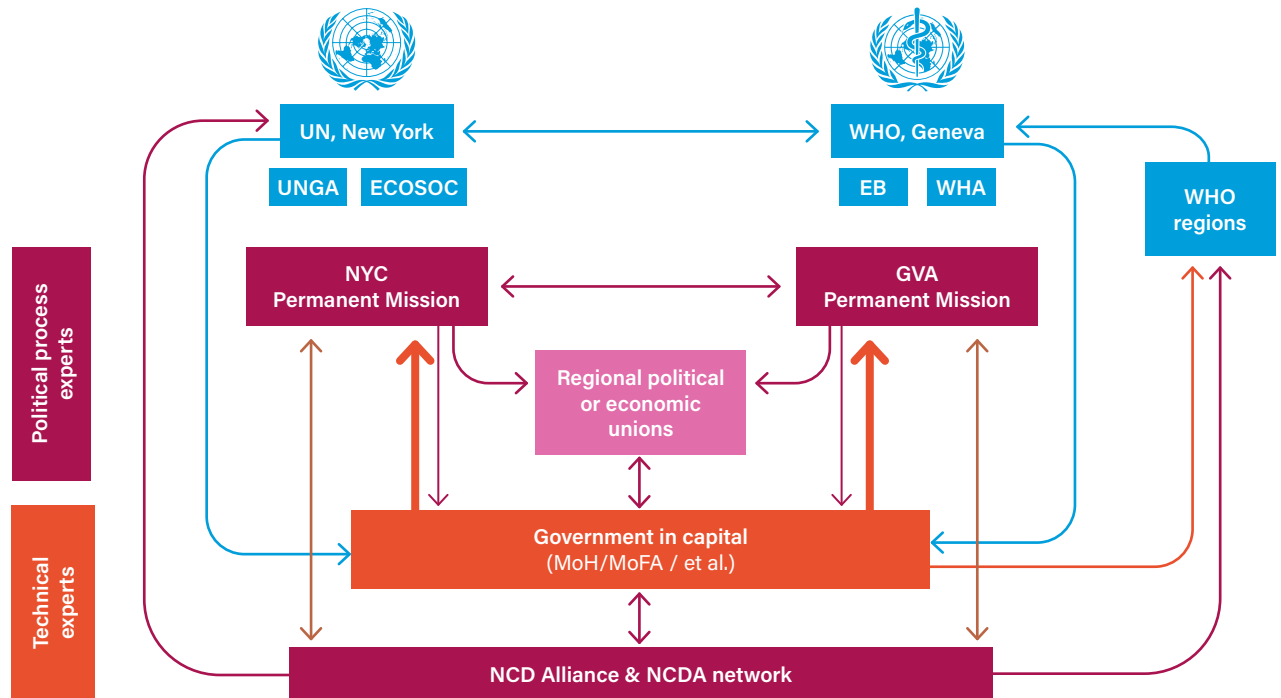 UN, New York
WHO, Geneva
UNGA
ECOSOC
EB
WHA
WHO
regions
Political process
experts
NYC
Permanent Mission
GVA
Permanent Mission
Regional political
or economic
unions
Technical
experts
Government in capital
(MoH/MoFA / et al.)
NCD Alliance & NCDA network